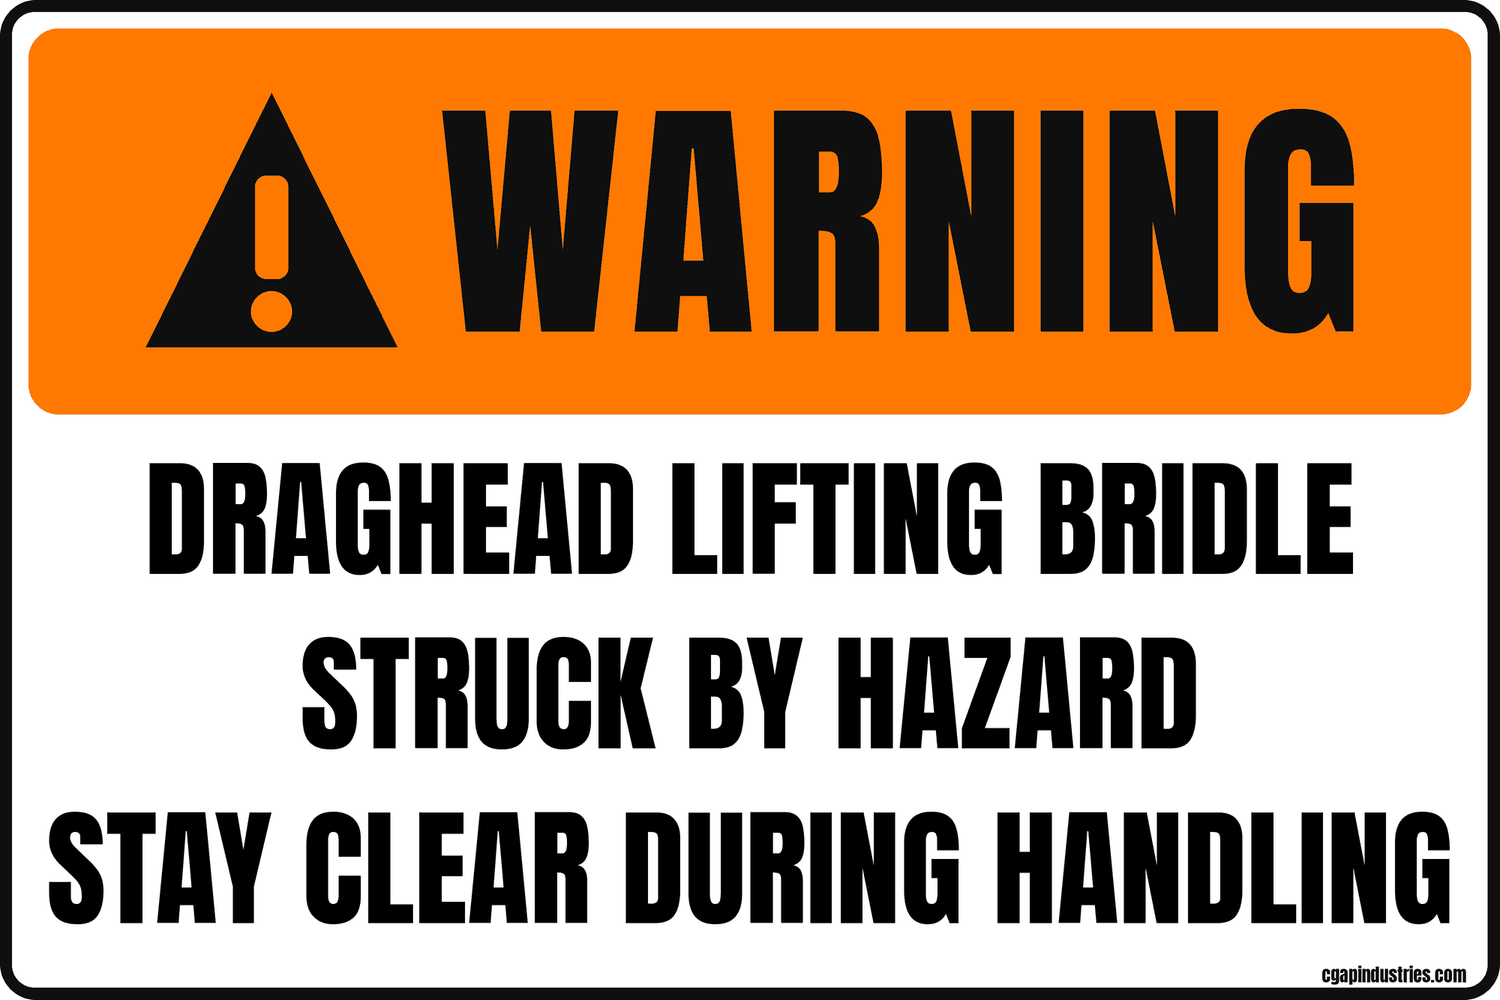 WARNING
DRAGHEAD LIFTING BRIDLE
STRUCK BY HAZARD
STAY CLEAR DURING HANDLING
cgapindustries.com